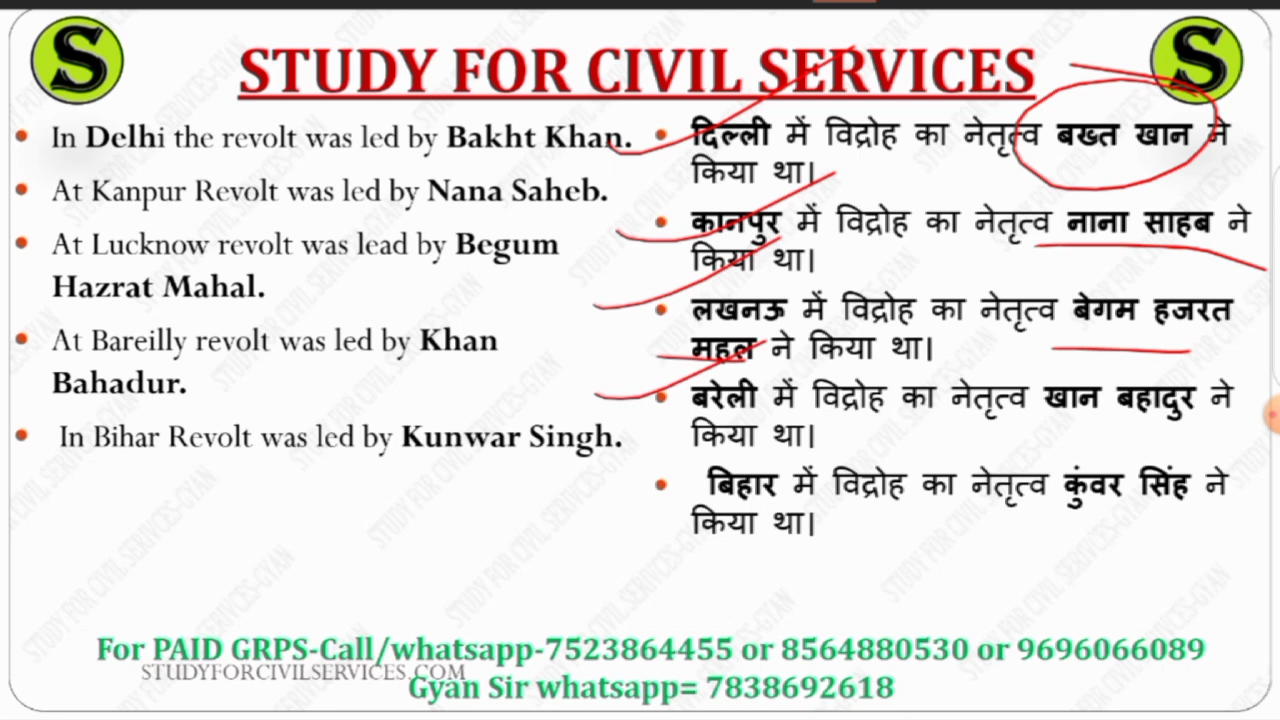 STUDY FOR CIVIL SERVICES
S
S
• In Delhi the revolt was led by Bakht Khan.
• At Kanpur Revolt was led by Nana Saheb.
• At Lucknow revolt was lead by Begum
Hazrat Mahal.
• At Bareilly revolt was led by Khan
Bahadur.
• In Bihar Revolt was led by Kunwar Singh.
• दिल्ली में विद्रोह का नेतृत्व बख्त खान ने
किया था।
• कानपुर में विद्रोह का नेतृत्व नाना साहब ने
किया था।
• लखनऊ में विद्रोह का नेतृत्व बेगम हजरत
महल ने किया था।
• बरेली में विद्रोह का नेतृत्व खान बहादुर ने
किया था।
• बिहार में विद्रोह का नेतृत्व कुंवर सिंह ने
किया था।
For PAID GRPS-Call/whatsapp-7523864455 or 8564880530 or 9696066089
STUDYFORCIVILSERVICES.COM
Gyan Sir whatsapp= 7838692618